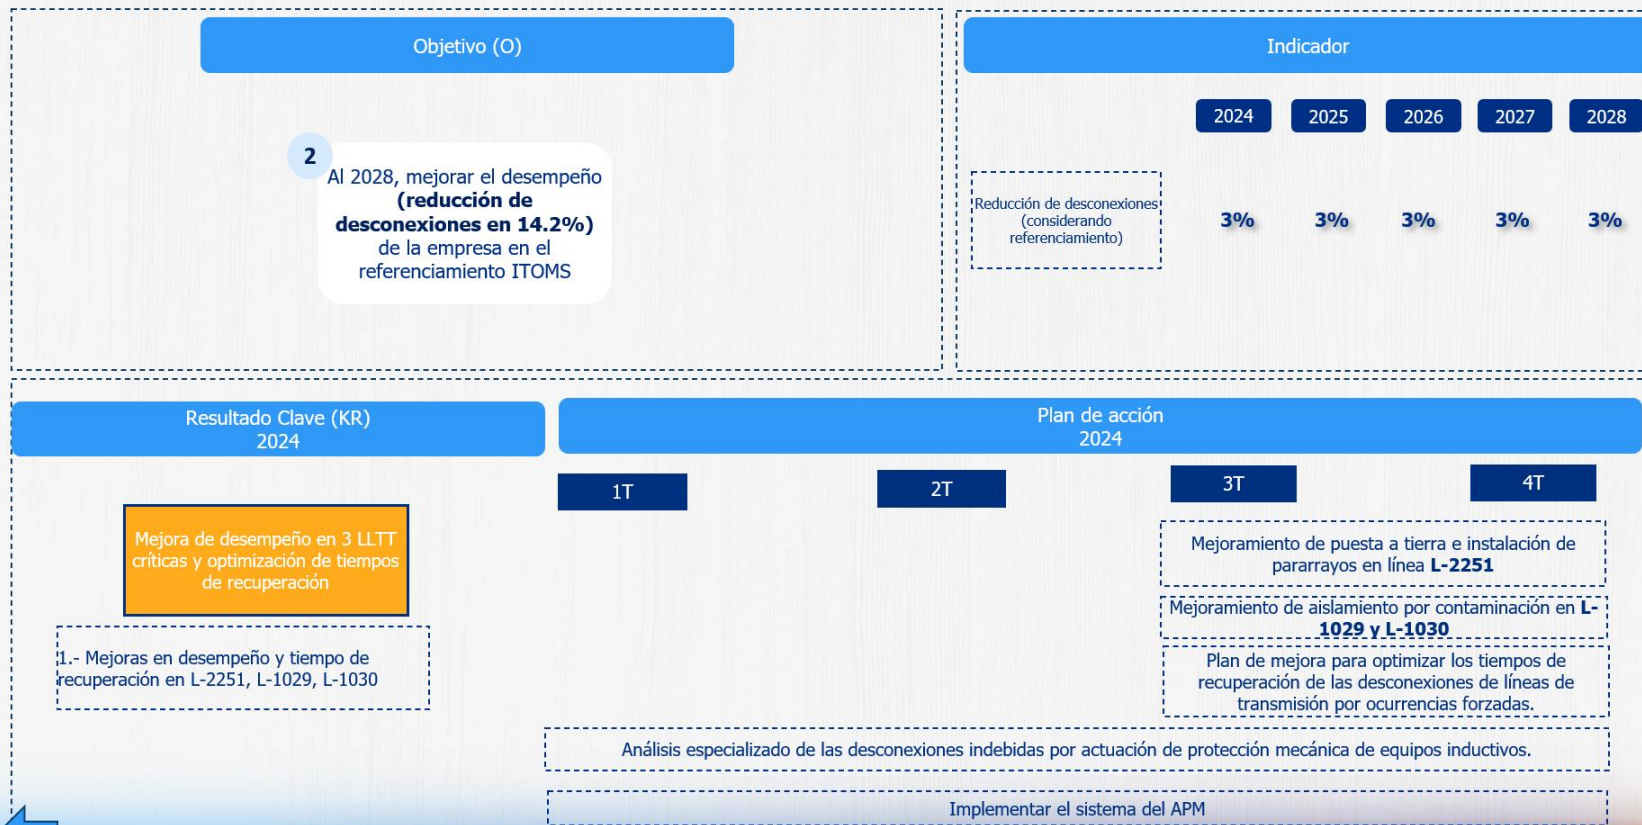 Objetivo (O)
2
Al 2028, mejorar el desempeño
(reducción de
desconexiones en 14.2%)
de la empresa en el
referenciamiento ITOMS
Indicador
2024 2025 2026 2027 2028
Reducción de desconexiones
(considerando
referenciamiento)
3% 3% 3% 3% 3%
Resultado Clave (KR)
2024
Mejora de desempeño en 3 LLTT
críticas y optimización de tiempos
de recuperación
1.- Mejoras en desempeño y tiempo de
recuperación en L-2251, L-1029, L-1030
Plan de acción
2024
1T 2T 3T 4T
Mejoramiento de puesta a tierra e instalación de
pararrayos en línea L-2251
Mejoramiento de aislamiento por contaminación en L-
1029 y L-1030
Plan de mejora para optimizar los tiempos de
recuperación de las desconexiones de líneas de
transmisión por ocurrencias forzadas.
Análisis especializado de las desconexiones indebidas por actuación de protección mecánica de equipos inductivos.
Implementar el sistema del APM